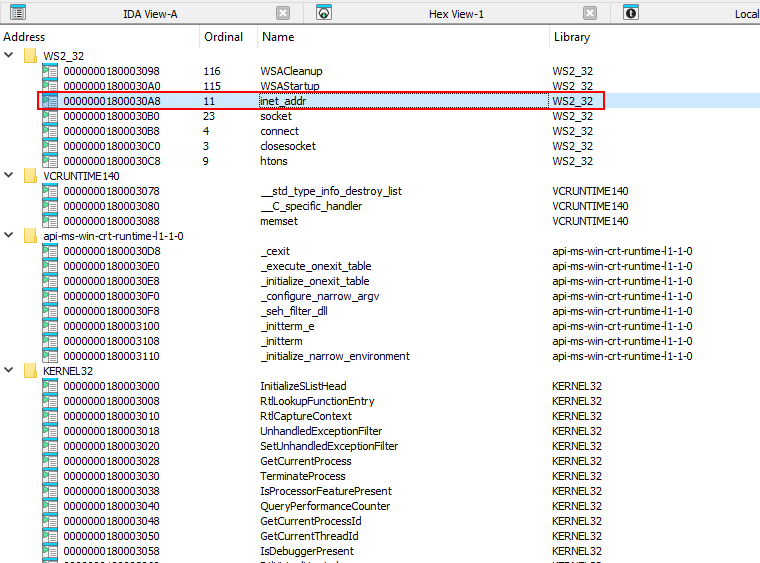 IDA View-A Hex View-1 Local
Address Ordinal Name Library
WS2_32
0000000180003098 116 WSACleanup WS2_32
00000001800030A0 115 WSAStartup WS2_32
00000001800030A8 11 inet_addr WS2_32
00000001800030B0 23 socket WS2_32
00000001800030B8 4 connect WS2_32
00000001800030C0 3 closesocket WS2_32
00000001800030C8 9 htons WS2_32
VCRUNTIME140
0000000180003078 __std_type_info_destroy_list VCRUNTIME140
0000000180003080 __C_specific_handler VCRUNTIME140
0000000180003088 memset VCRUNTIME140
api-ms-win-crt-runtime-l1-1-0
00000001800030D8 _cexit api-ms-win-crt-runtime-l1-1-0
00000001800030E0 _execute_onexit_table api-ms-win-crt-runtime-l1-1-0
00000001800030E8 _initialize_onexit_table api-ms-win-crt-runtime-l1-1-0
00000001800030F0 _configure_narrow_argv api-ms-win-crt-runtime-l1-1-0
00000001800030F8 _seh_filter_dll api-ms-win-crt-runtime-l1-1-0
0000000180003100 _initterm_e api-ms-win-crt-runtime-l1-1-0
0000000180003108 _initterm api-ms-win-crt-runtime-l1-1-0
0000000180003110 _initialize_narrow_environment api-ms-win-crt-runtime-l1-1-0
KERNEL32
0000000180003000 InitializeSListHead KERNEL32
0000000180003008 RtlLookupFunctionEntry KERNEL32
0000000180003010 RtlCaptureContext KERNEL32
0000000180003018 UnhandledExceptionFilter KERNEL32
0000000180003020 SetUnhandledExceptionFilter KERNEL32
0000000180003028 GetCurrentProcess KERNEL32
0000000180003030 TerminateProcess KERNEL32
0000000180003038 IsProcessorFeaturePresent KERNEL32
0000000180003040 QueryPerformanceCounter KERNEL32
0000000180003048 GetCurrentProcessId KERNEL32
0000000180003050 GetCurrentThreadId KERNEL32
0000000180003058 IsDebuggerPresent KERNEL32